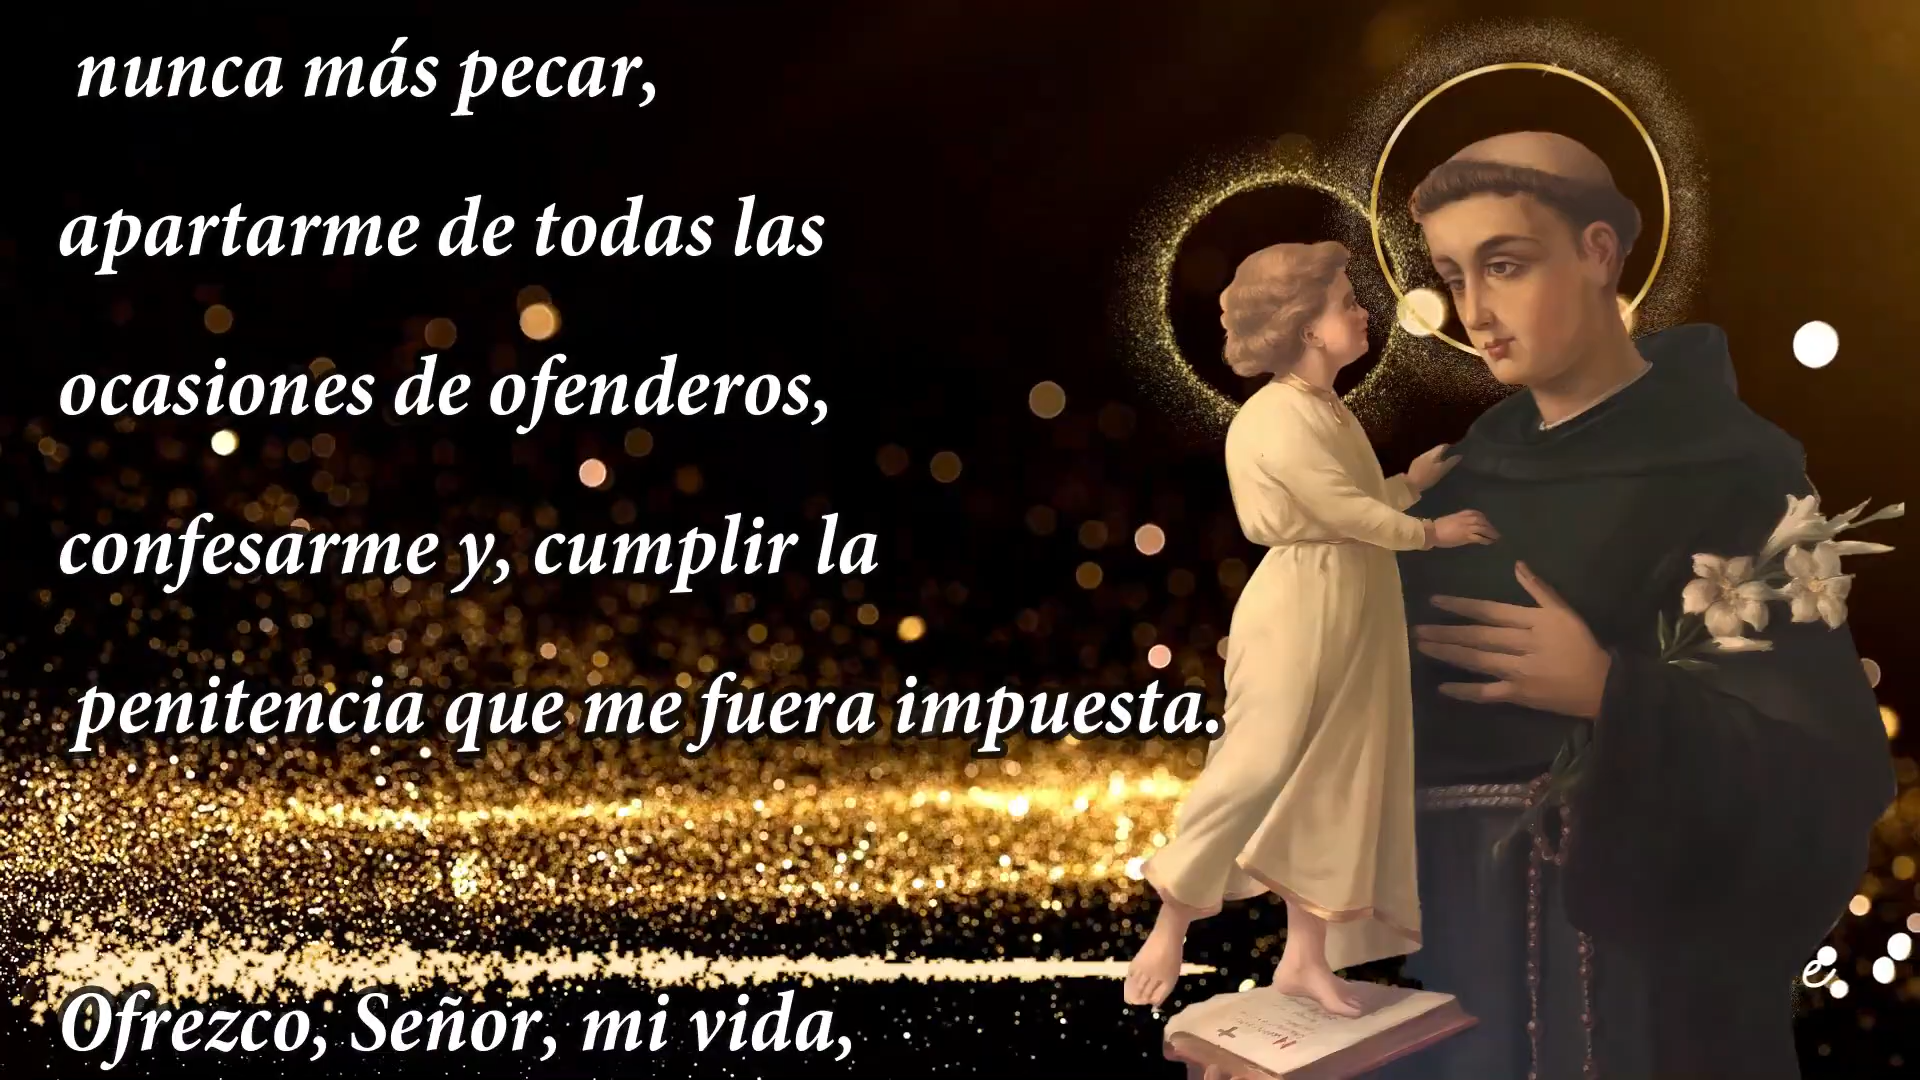 nunca más pecar,
apartarme de todas las
ocasiones de ofenderos,
confesarme y, cumplir la
penitencia que me fuera impuesta.
Ofrezco, Señor, mi vida,
e